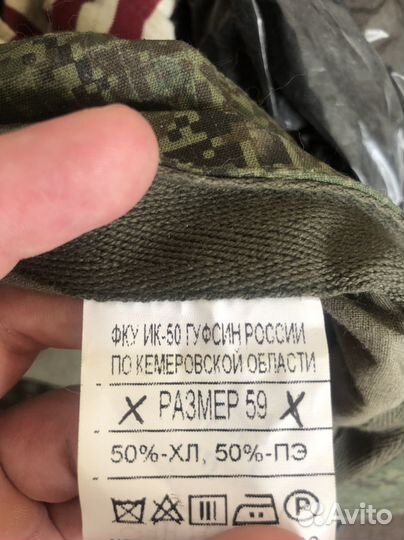 ФКУ ИК-50 ГУФСИН РОССИИ
ПО КЕМЕРОВСКОЙ ОБЛАСТИ
X РАЗМЕР 59 X
50%-ХЛ, 50%-ПЭ
P
Avito